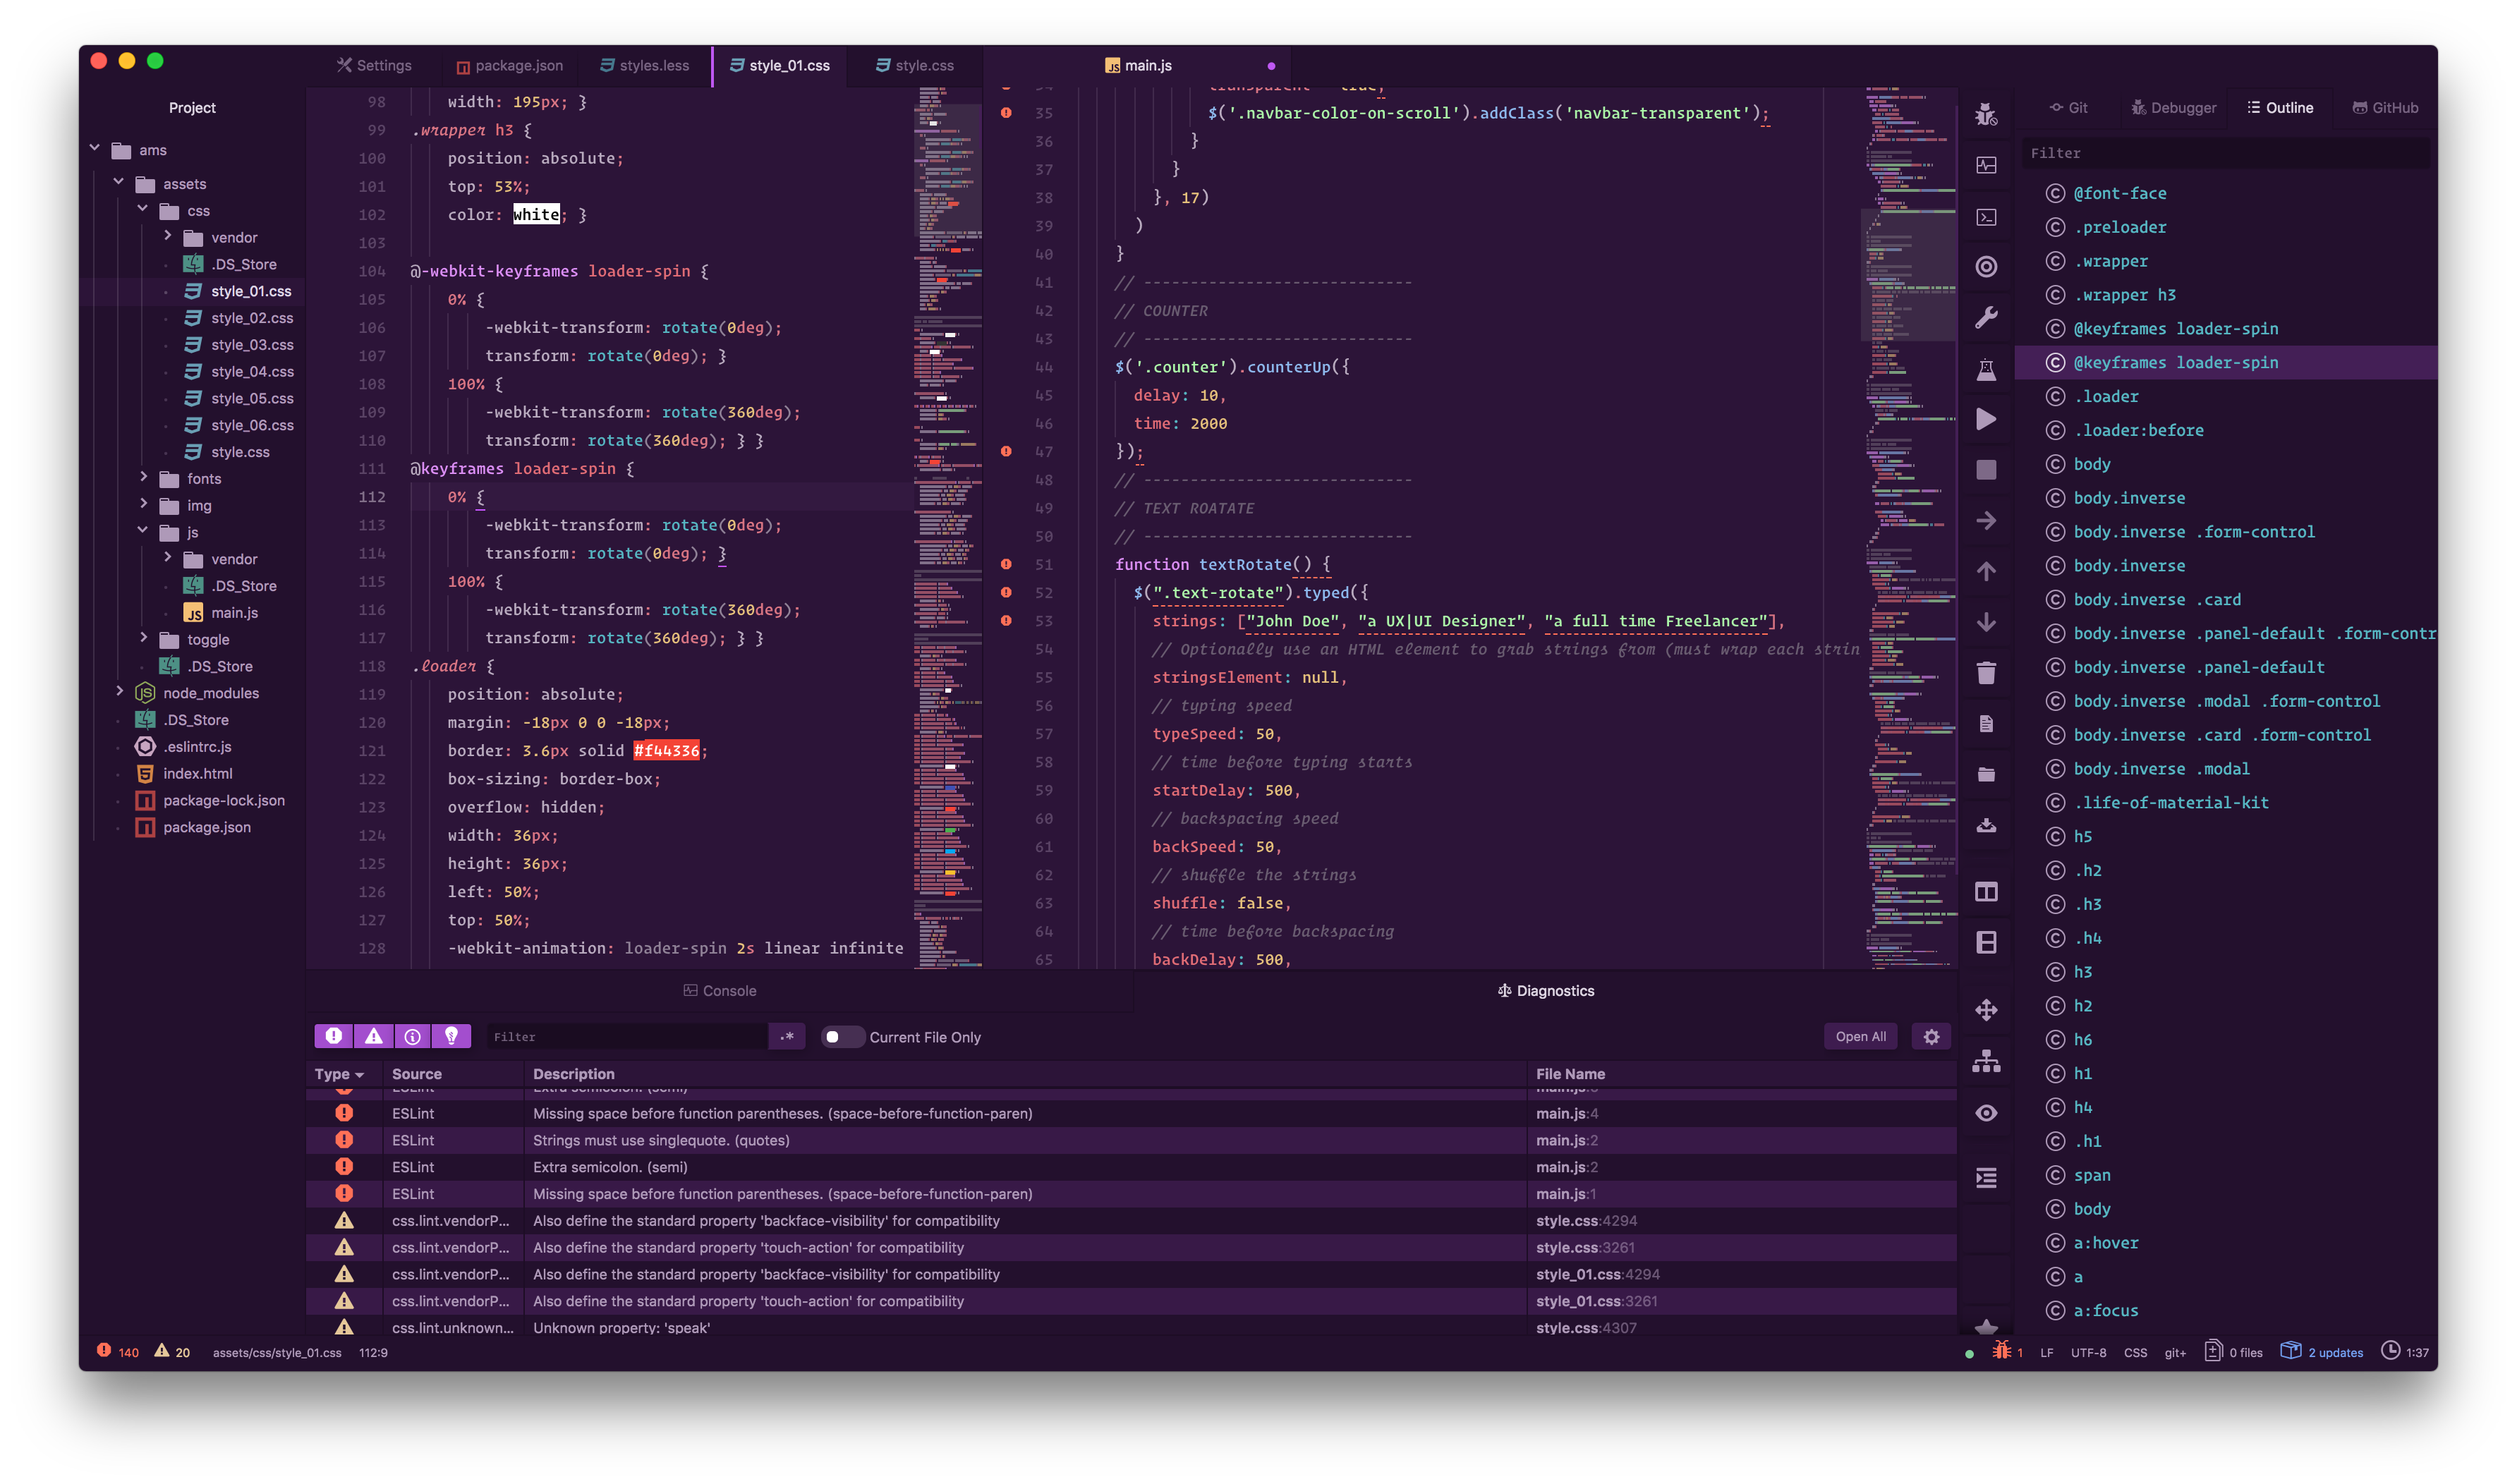 Settings
package.json
styles.less
style_01.css
style.css
main.js
Project
ams
assets
css
vendor
.DS_Store
style_01.css
style_02.css
style_03.css
style_04.css
style_05.css
style_06.css
style.css
fonts
img
js
vendor
.DS_Store
main.js
toggle
.DS_Store
node_modules
.DS_Store
.eslintrc.js
index.html
package-lock.json
package.json
98 width: 195px; }
99 .wrapper h3 {
100 position: absolute;
101 top: 53%;
102 color: white; }
103
104 @-webkit-keyframes loader-spin {
105 0% {
106 -webkit-transform: rotate(0deg);
107 transform: rotate(0deg); }
108 100% {
109 -webkit-transform: rotate(360deg);
110 transform: rotate(360deg); } }
111 @keyframes loader-spin {
112 0% {
113 -webkit-transform: rotate(0deg);
114 transform: rotate(0deg); }
115 100% {
116 -webkit-transform: rotate(360deg);
117 transform: rotate(360deg); } }
118 .loader {
119 position: absolute;
120 margin: -18px 0 0 -18px;
121 border: 3.6px solid #f44336;
122 box-sizing: border-box;
123 overflow: hidden;
124 width: 36px;
125 height: 36px;
126 left: 50%;
127 top: 50%;
128 -webkit-animation: loader-spin 2s linear infinite
35 $('.navbar-color-on-scroll').addClass('navbar-transparent');
36 }
37 }
38 }, 17)
39 )
40 }
41 // -----------------------------
42 // COUNTER
43 // -----------------------------
44 $('.counter').counterUp({
45 delay: 10,
46 time: 2000
47 });
48 // -----------------------------
49 // TEXT ROATATE
50 // -----------------------------
51 function textRotate() {
52 $(".text-rotate").typed({
53 strings: ["John Doe", "a UX|UI Designer", "a full time Freelancer"],
54 // Optionally use an HTML element to grab strings from (must wrap each strin
55 stringsElement: null,
56 // typing speed
57 typeSpeed: 50,
58 // time before typing starts
59 startDelay: 500,
60 // backspacing speed
61 backSpeed: 50,
62 // shuffle the strings
63 shuffle: false,
64 // time before backspacing
65 backDelay: 500,
Git
Debugger
Outline
GitHub
Filter
@font-face
.preloader
.wrapper
.wrapper h3
@keyframes loader-spin
@keyframes loader-spin
.loader
.loader:before
body
body.inverse
body.inverse .form-control
body.inverse
body.inverse .card
body.inverse .panel-default .form-contr
body.inverse .panel-default
body.inverse .modal .form-control
body.inverse .card .form-control
body.inverse .modal
.life-of-material-kit
h5
.h2
.h3
.h4
h3
h2
h6
h1
h4
.h1
span
body
a:hover
a
a:focus
Console
Diagnostics
Filter
.*
Current File Only
Open All
Type Source Description File Name
ESLint Extra semicolon. (semi)
ESLint Missing space before function parentheses. (space-before-function-paren) main.js:4
ESLint Strings must use singlequote. (quotes) main.js:2
ESLint Extra semicolon. (semi) main.js:2
ESLint Missing space before function parentheses. (space-before-function-paren) main.js:1
css.lint.vendorP... Also define the standard property 'backface-visibility' for compatibility style.css:4294
css.lint.vendorP... Also define the standard property 'touch-action' for compatibility style.css:3261
css.lint.vendorP... Also define the standard property 'backface-visibility' for compatibility style_01.css:4294
css.lint.vendorP... Also define the standard property 'touch-action' for compatibility style_01.css:3261
css.lint.unknown... Unknown property: 'speak' style.css:4307
140 20 assets/css/style_01.css 112:9
1 LF UTF-8 CSS git+ 0 files 2 updates 1:37